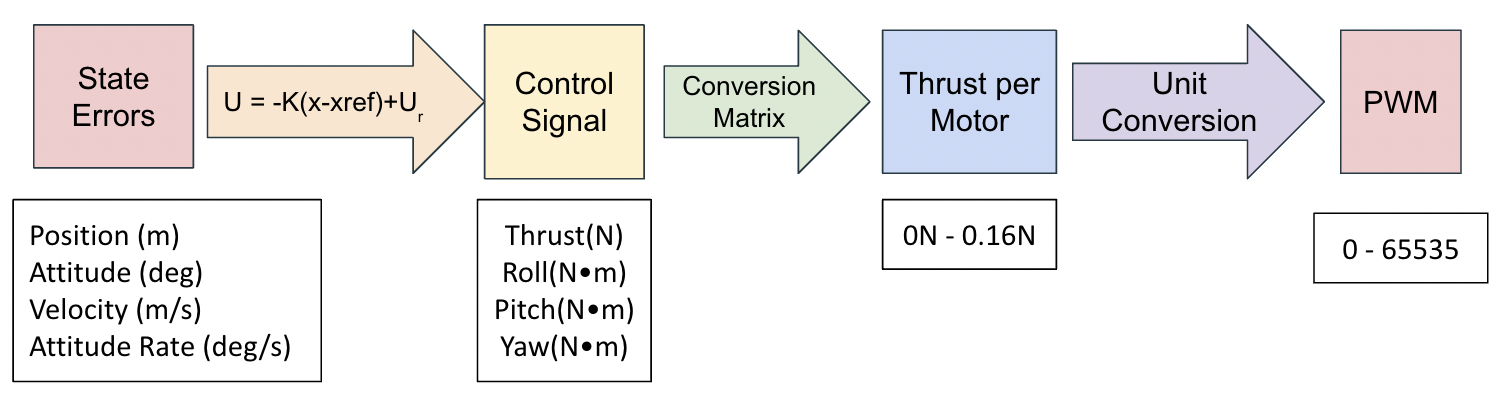 State
Errors
U = -K(x-xref)+Ur
Control
Signal
Conversion
Matrix
Thrust per
Motor
Unit
Conversion
PWM
Position (m)
Attitude (deg)
Velocity (m/s)
Attitude Rate (deg/s)
Thrust(N)
Roll(N•m)
Pitch(N•m)
Yaw(N•m)
0N - 0.16N
0 - 65535